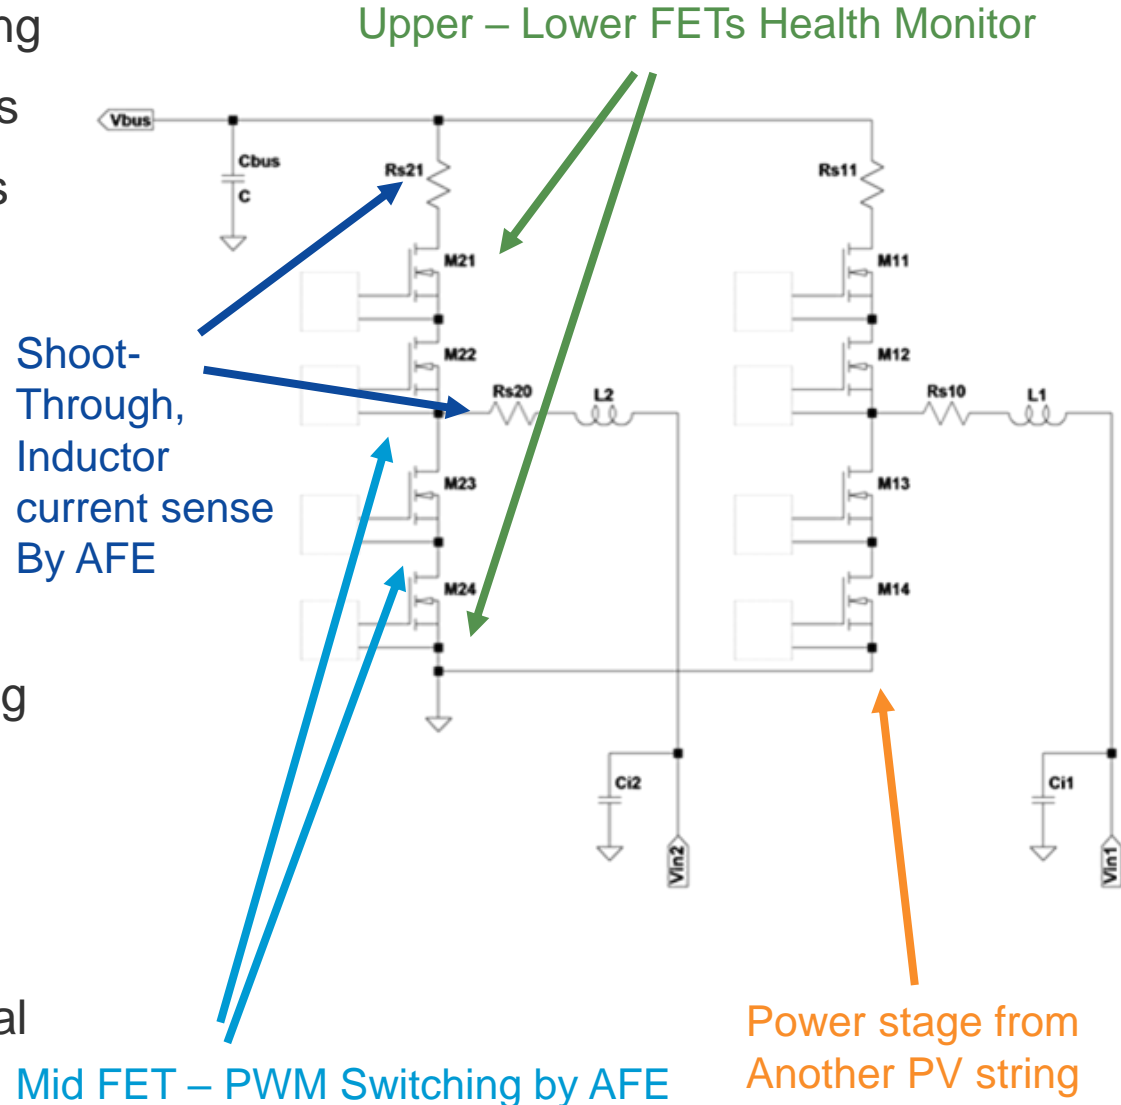 ng
Upper – Lower FETs Health Monitor
s
s
Vbus
Cbus
C
Rs21
Rs11
M21
M11
Shoot-
Through,
Inductor
current sense
By AFE
M22
M12
Rs20
L2
Rs10
L1
M23
M13
M24
M14
g
Ci2
Ci1
Vin2
Vin1
al
Power stage from
Another PV string
Mid FET – PWM Switching by AFE